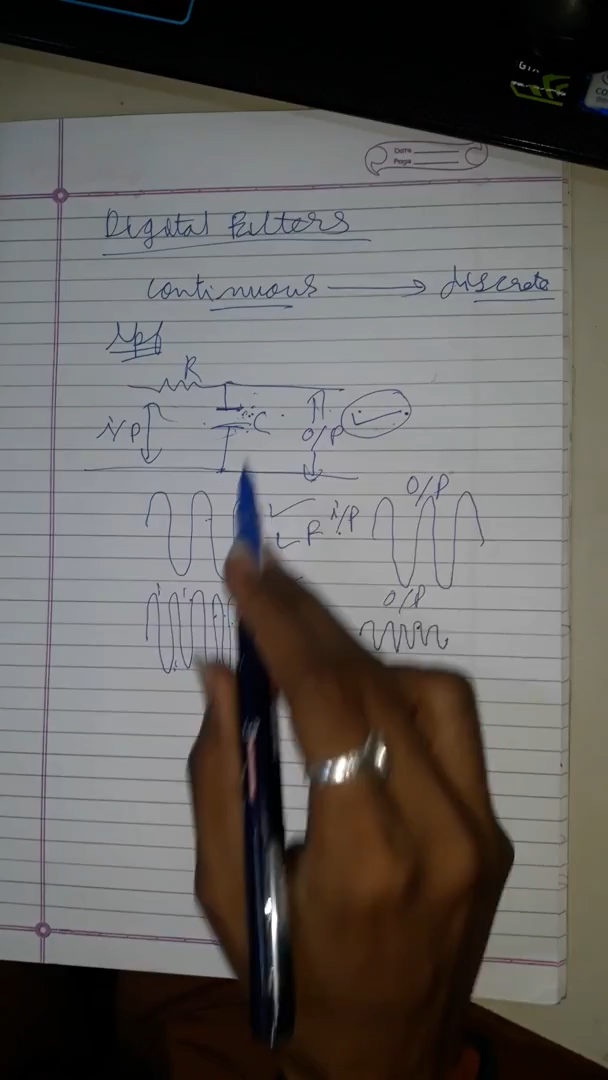 Date
Page
Digital Filters
continuous → discrete
Lpf
R
i/P C O/P
O/P
F i/P
O/P